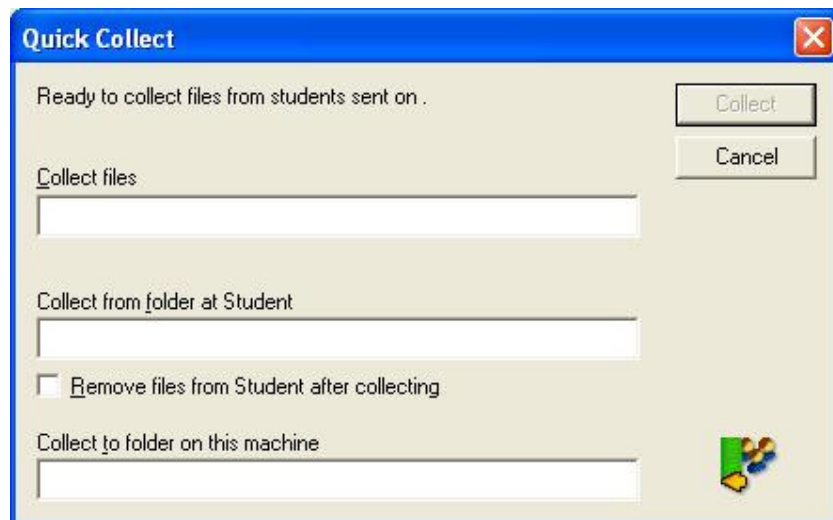 Quick Collect
Ready to collect files from students sent on .
Collect
Cancel
Collect files
Collect from folder at Student
Remove files from Student after collecting
Collect to folder on this machine